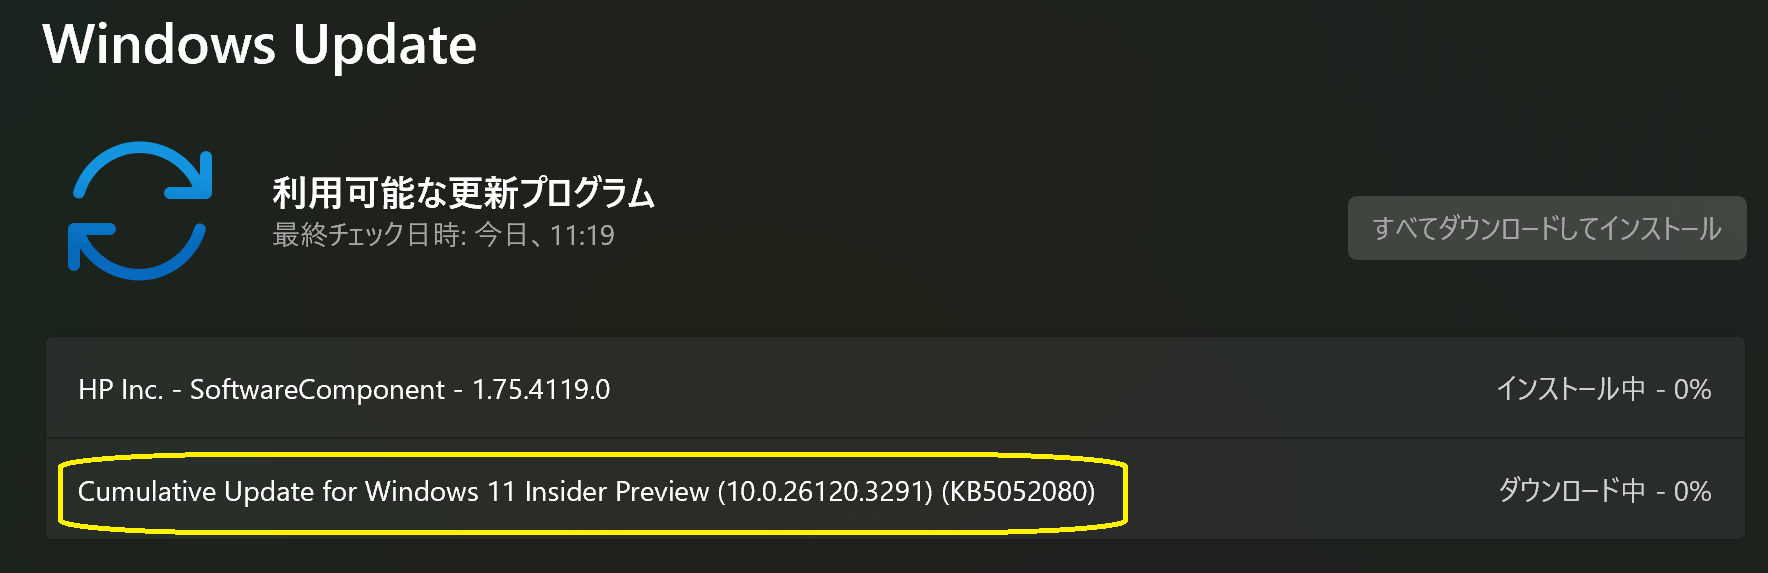 Windows Update
利用可能な更新プログラム
最終チェック日時: 今日、11:19
すべてダウンロードしてインストール
HP Inc. - SoftwareComponent - 1.75.4119.0
インストール中 - 0%
Cumulative Update for Windows 11 Insider Preview (10.0.26120.3291) (KB5052080)
ダウンロード中 - 0%